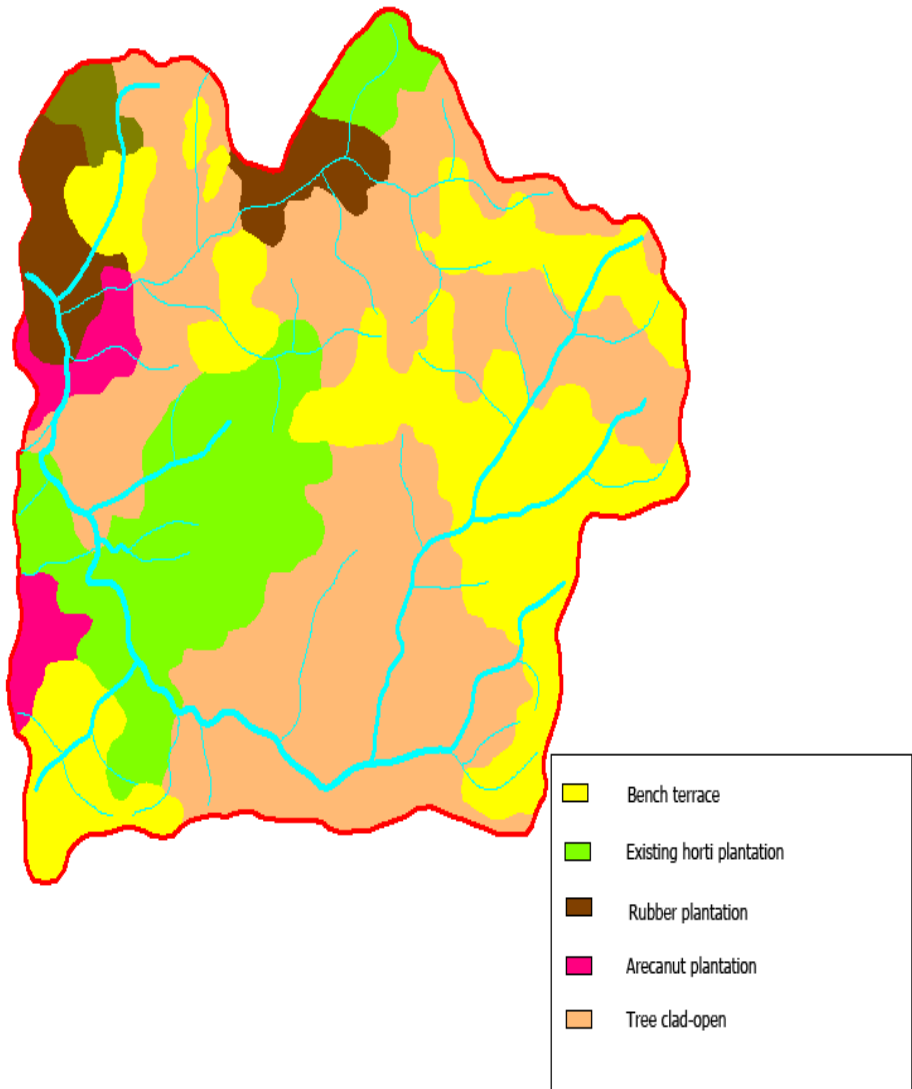 Bench terrace
Existing horti plantation
Rubber plantation
Arecanut plantation
Tree clad-open